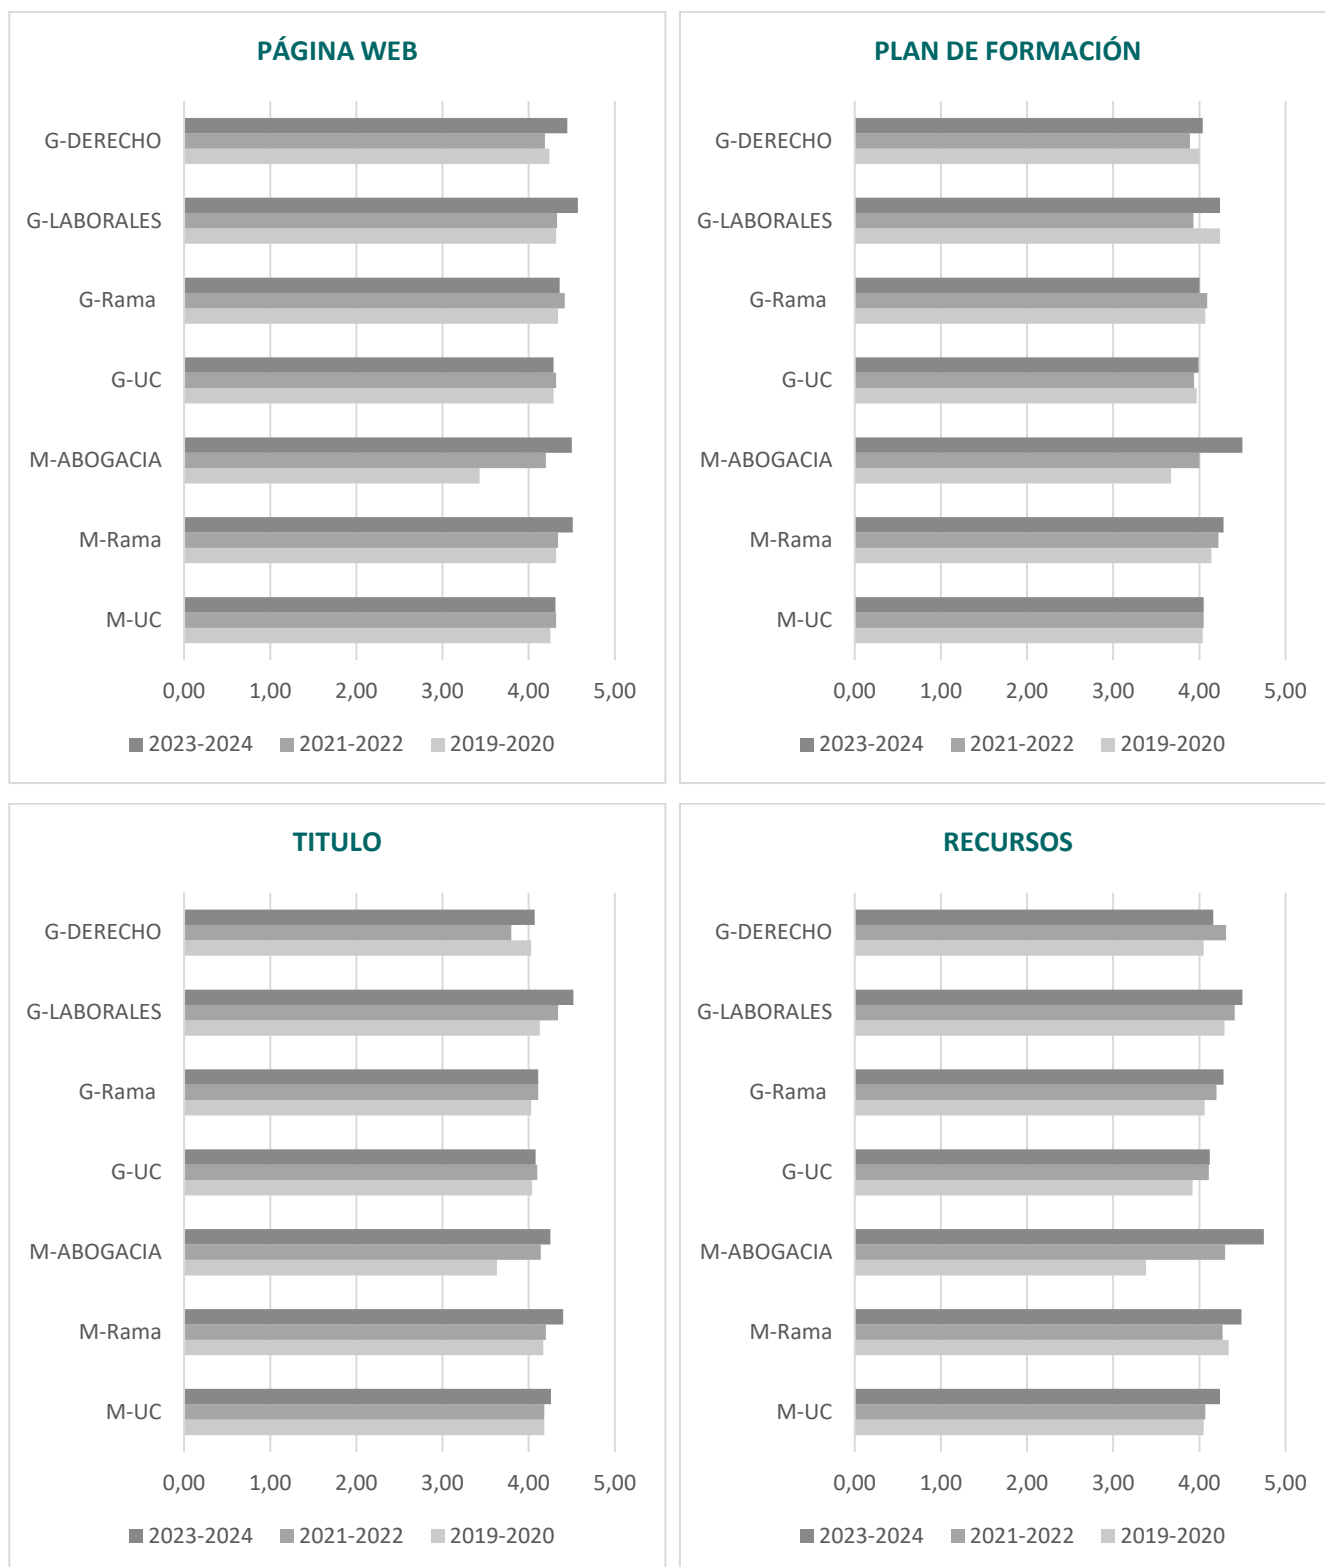 PÁGINA WEB
G-DERECHO
G-LABORALES
G-Rama
G-UC
M-ABOGACIA
M-Rama
M-UC
0,00 1,00 2,00 3,00 4,00 5,00
2023-2024 2021-2022 2019-2020
PLAN DE FORMACIÓN
G-DERECHO
G-LABORALES
G-Rama
G-UC
M-ABOGACIA
M-Rama
M-UC
0,00 1,00 2,00 3,00 4,00 5,00
2023-2024 2021-2022 2019-2020
TITULO
G-DERECHO
G-LABORALES
G-Rama
G-UC
M-ABOGACIA
M-Rama
M-UC
0,00 1,00 2,00 3,00 4,00 5,00
2023-2024 2021-2022 2019-2020
RECURSOS
G-DERECHO
G-LABORALES
G-Rama
G-UC
M-ABOGACIA
M-Rama
M-UC
0,00 1,00 2,00 3,00 4,00 5,00
2023-2024 2021-2022 2019-2020